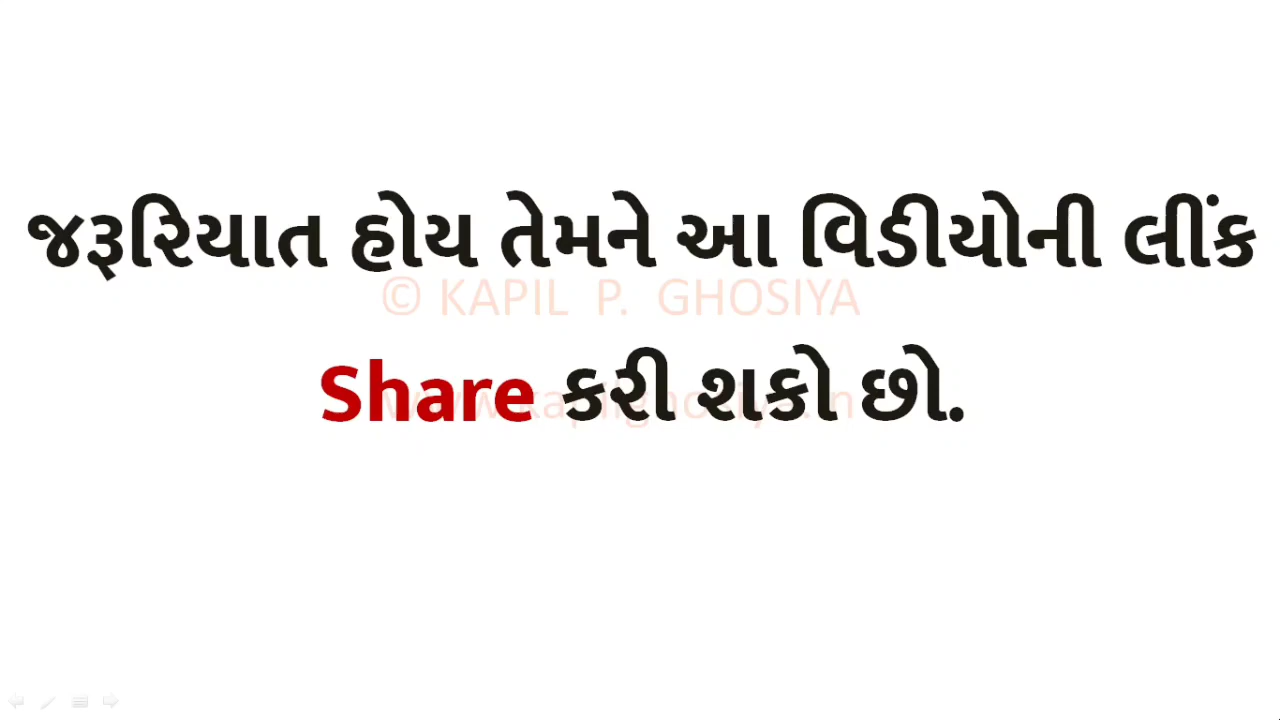 જરૂરિયાત હોય તેમને આ વિડીયોની લીંક
© KAPIL P. GHOSIYA
Share કરી શકો છો.